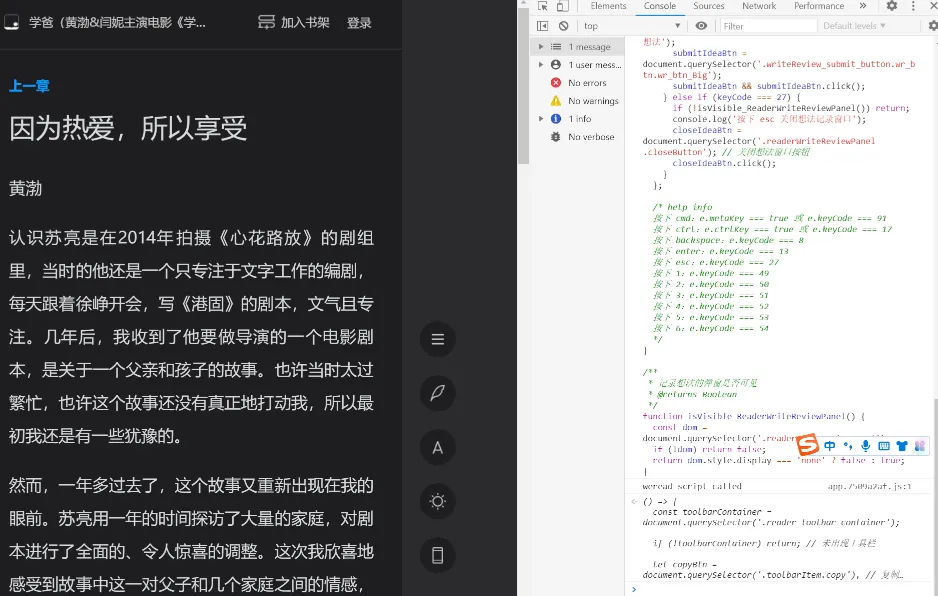 学爸（黄渤&闫妮主演电影《学...
加入书架
登录
上一章
因为热爱，所以享受
黄渤
认识苏亮是在2014年拍摄《心花路放》的剧组
里，当时的他还是一个只专注于文字工作的编剧，
每天跟着徐峥开会，写《港囧》的剧本，文气且专
注。几年后，我收到了他要做导演的一个电影剧
本，是关于一个父亲和孩子的故事。也许当时太过
繁忙，也许这个故事还没有真正地打动我，所以最
初我还是有一些犹豫的。
然而，一年多过去了，这个故事又重新出现在我的
眼前。苏亮用一年的时间探访了大量的家庭，对剧
本进行了全面的、令人惊喜的调整。这次我欣喜地
感受到故事中这一对父子和几个家庭之间的情感，
A
Elements Console Sources Network Performance »
top Filter Default levels
1 message
1 user mess...
No errors
No warnings
1 info
No verbose
想法');
submitIdeaBtn =
document.querySelector('.writeReview_submit_button.wr_b
tn.wr_btn_Big');
submitIdeaBtn && submitIdeaBtn.click();
} else if (keyCode === 27) {
if (!isVisible_ReaderWriteReviewPanel()) return;
console.log('按下 esc 关闭想法记录窗口');
closeIdeaBtn =
document.querySelector('.readerWriteReviewPanel
.closeButton'); // 关闭想法窗口按钮
closeIdeaBtn.click();
}
};
/* help info
按下 cmd：e.metaKey === true 或 e.keyCode === 91
按下 ctrl：e.ctrlKey === true 或 e.keyCode === 17
按下 backspace：e.keyCode === 8
按下 enter：e.keyCode === 13
按下 esc：e.keyCode === 27
按下 1：e.keyCode === 49
按下 2：e.keyCode === 50
按下 3：e.keyCode === 51
按下 4：e.keyCode === 52
按下 5：e.keyCode === 53
按下 6：e.keyCode === 54
*/
}
/**
* 记录想法的弹窗是否可见
* @returns Boolean
*/
function isVisible_ReaderWriteReviewPanel() {
const dom =
document.querySelector('.reade
if (!dom) return false;
return dom.style.display === 'none' ? false : true;
}
S 中
weread script called app.7509a2af.js:1
() => {
const toolbarContainer =
document.querySelector('.reader_toolbar_container');
if (!toolbarContainer) return; // 未出现工具栏
let copyBtn =
document.querySelector('.toolbarItem.copy'), // 复制…